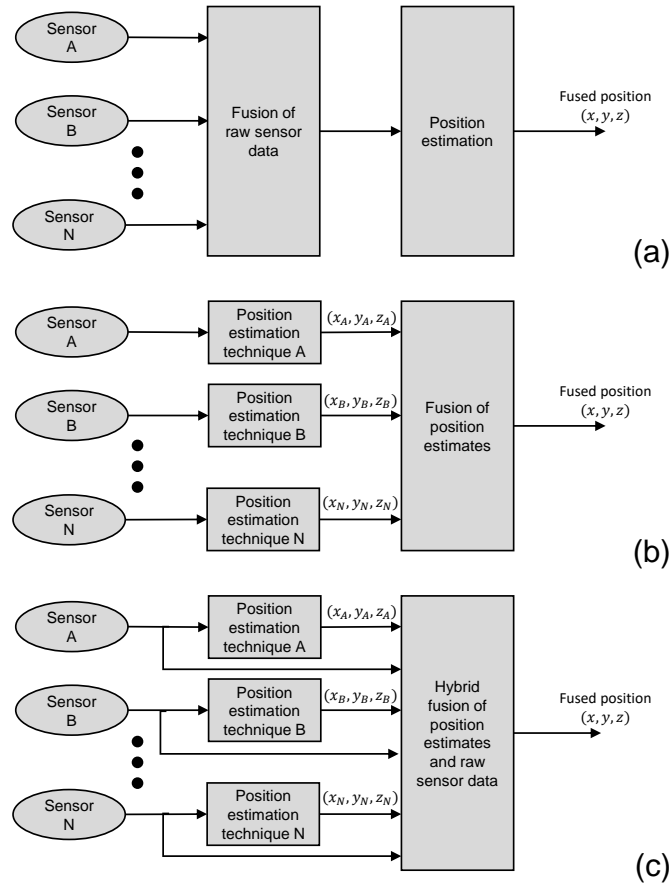 Sensor
A
Sensor
B
Sensor
N
Fusion of
raw sensor
data
Position
estimation
Fused position
(x, y, z)
(a)
Sensor
A
Position
estimation
technique A
(x_A, y_A, z_A)
Sensor
B
Position
estimation
technique B
(x_B, y_B, z_B)
Sensor
N
Position
estimation
technique N
(x_N, y_N, z_N)
Fusion of
position
estimates
Fused position
(x, y, z)
(b)
Sensor
A
Position
estimation
technique A
(x_A, y_A, z_A)
Sensor
B
Position
estimation
technique B
(x_B, y_B, z_B)
Sensor
N
Position
estimation
technique N
(x_N, y_N, z_N)
Hybrid
fusion of
position
estimates
and raw
sensor data
Fused position
(x, y, z)
(c)